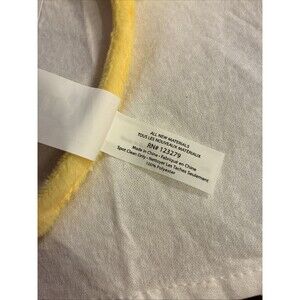 ALL NEW MATERIALS
TOUS LES NOUVEAUX MATÉRIAUX
RN# 123279
Made in China - Fabriqué en Chine
Spot Clean Only - Nettoyer Les Taches Seulement
100% Polyester